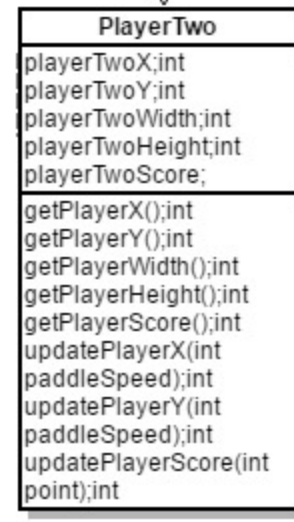 PlayerTwo
playerTwoX;int
playerTwoY;int
playerTwoWidth;int
playerTwoHeight;int
playerTwoScore;
getPlayerX();int
getPlayerY();int
getPlayerWidth();int
getPlayerHeight();int
getPlayerScore();int
updatePlayerX(int
paddleSpeed);int
updatePlayerY(int
paddleSpeed);int
updatePlayerScore(int
point);int